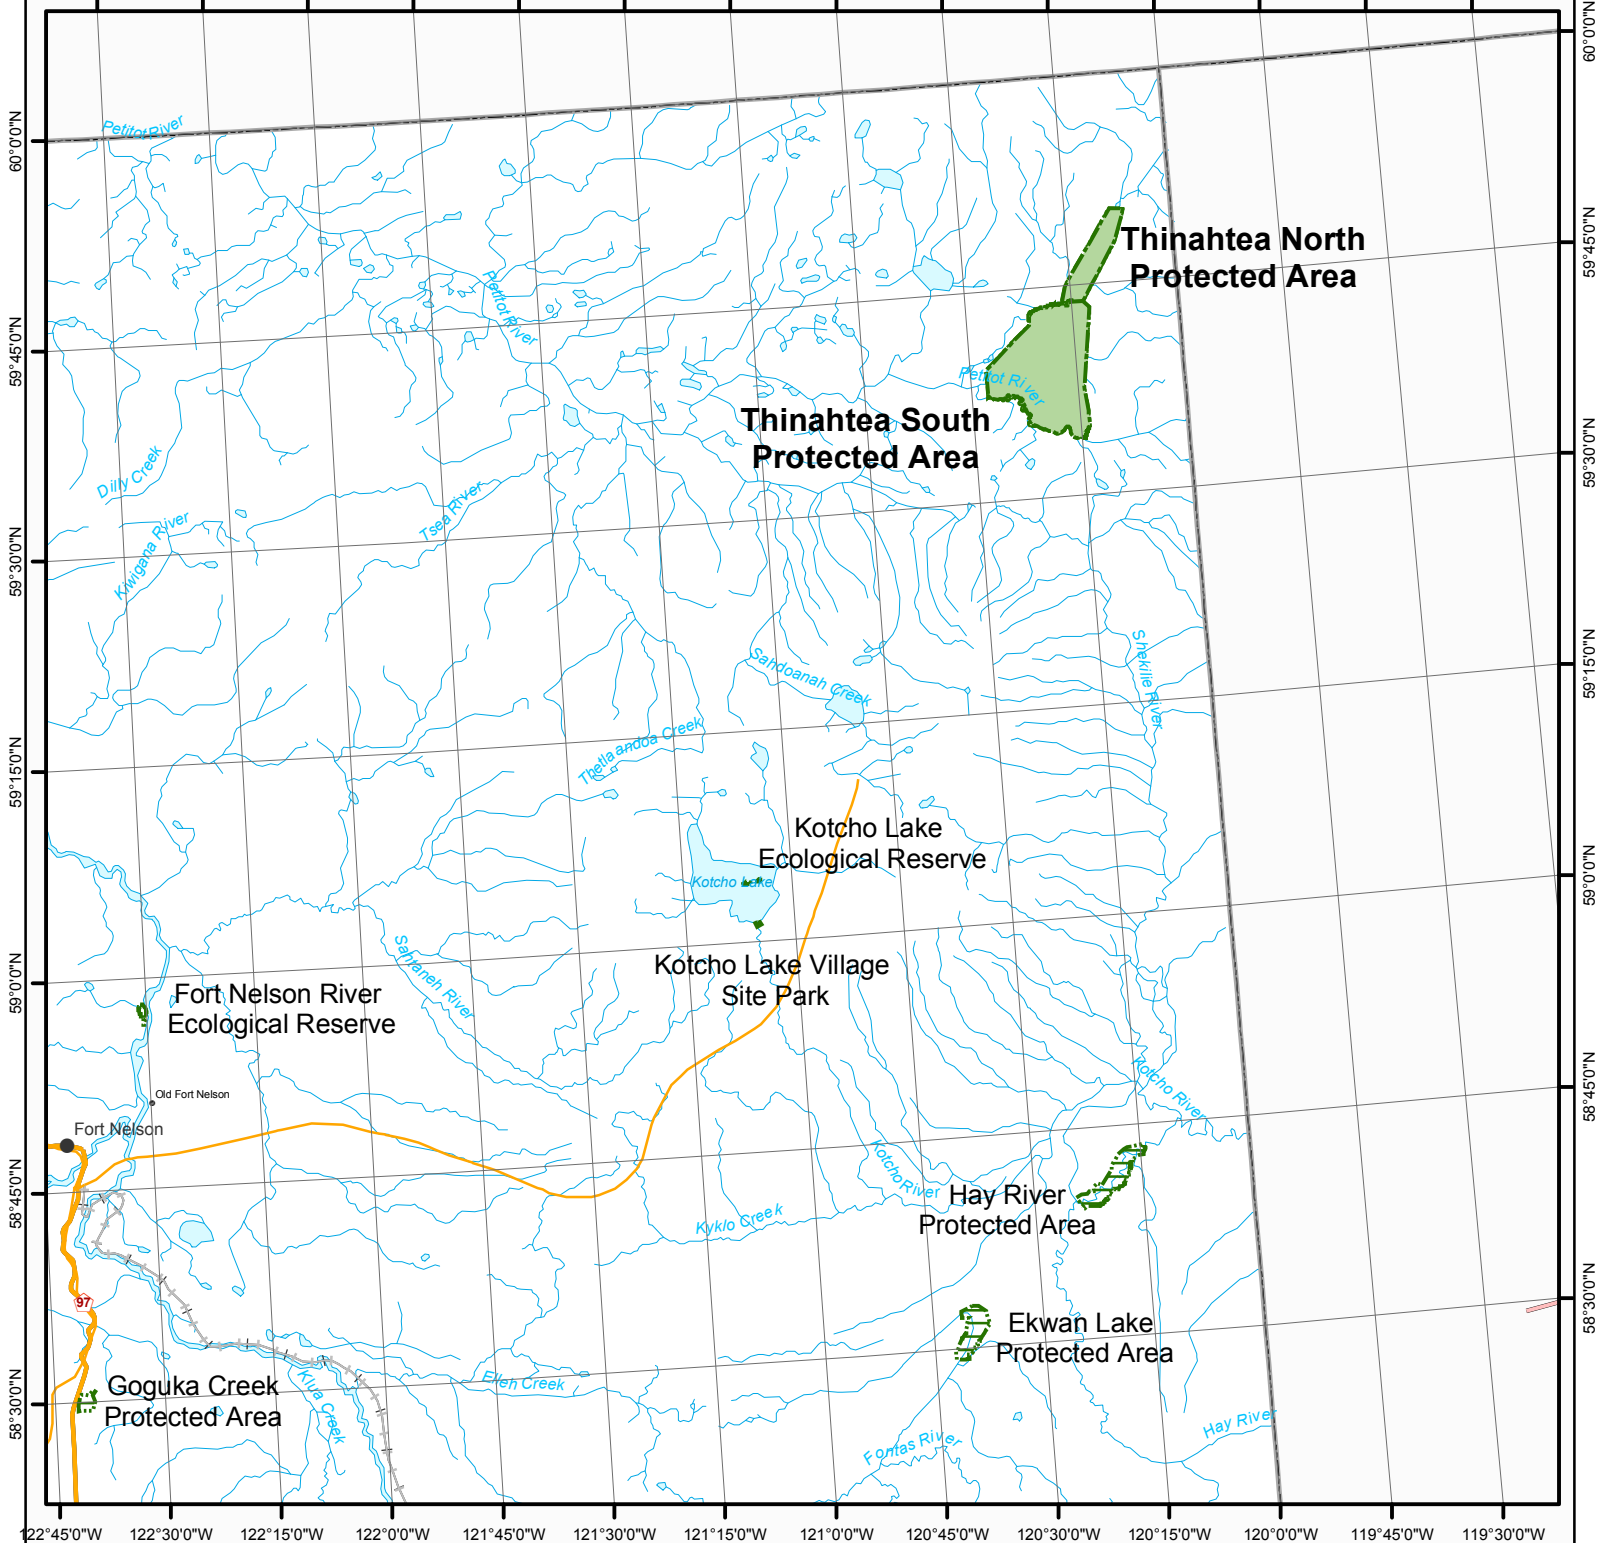 60°0'0"N
Petitot River
60°0'0"N
Thinahtea North
Protected Area
59°45'0"N
Petitot River
59°45'0"N
Petitot River
Thinahtea South
Protected Area
59°30'0"N
Dilly Creek
Tsea River
Kiwigana River
59°30'0"N
Shekilie River
59°15'0"N
Sahdoanah Creek
Thetlaandoa Creek
59°15'0"N
Kotcho Lake
Ecological Reserve
Kotcho Lake
59°0'0"N
Sahtaneh River
Kotcho Lake Village
Site Park
59°0'0"N
Fort Nelson River
Ecological Reserve
Old Fort Nelson
Fort Nelson
Kotcho River
58°45'0"N
Kotcho River
58°45'0"N
Hay River
Protected Area
Kyklo Creek
97
58°30'0"N
Ekwan Lake
Protected Area
Klua Creek
Elleh Creek
58°30'0"N
Goguka Creek
Protected Area
Fontas River
Hay River
122°45'0"W
122°30'0"W
122°15'0"W
122°0'0"W
121°45'0"W
121°30'0"W
121°15'0"W
121°0'0"W
120°45'0"W
120°30'0"W
120°15'0"W
120°0'0"W
119°45'0"W
119°30'0"W